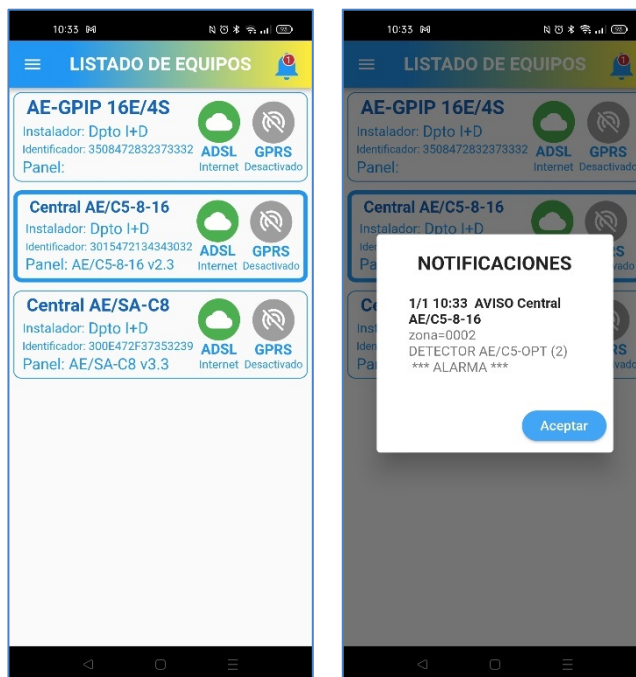 10:33
LISTADO DE EQUIPOS
1
AE-GPIP 16E/4S
Instalador: Dpto I+D
Identificador: 3508472832373332
Panel:
ADSL GPRS
Internet Desactivado
Central AE/C5-8-16
Instalador: Dpto I+D
Identificador: 3015472134343032
Panel: AE/C5-8-16 v2.3
ADSL GPRS
Internet Desactivado
Central AE/SA-C8
Instalador: Dpto I+D
Identificador: 300E472F37353239
Panel: AE/SA-C8 v3.3
ADSL GPRS
Internet Desactivado
10:33
LISTADO DE EQUIPOS
1
AE-GPIP 16E/4S
Instalador: Dpto I+D
Identificador: 3508472832373332
Panel:
ADSL GPRS
Internet Desactivado
Central AE/C5-8-16
Instalador: Dpto I+D
NOTIFICACIONES
1/1 10:33 AVISO Central
AE/C5-8-16
zona=0002
DETECTOR AE/C5-OPT (2)
*** ALARMA ***
Aceptar